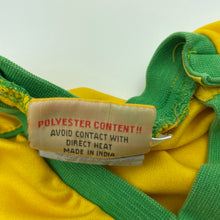 POLYESTER CONTENT!!
AVOID CONTACT WITH
DIRECT HEAT
MADE IN INDIA